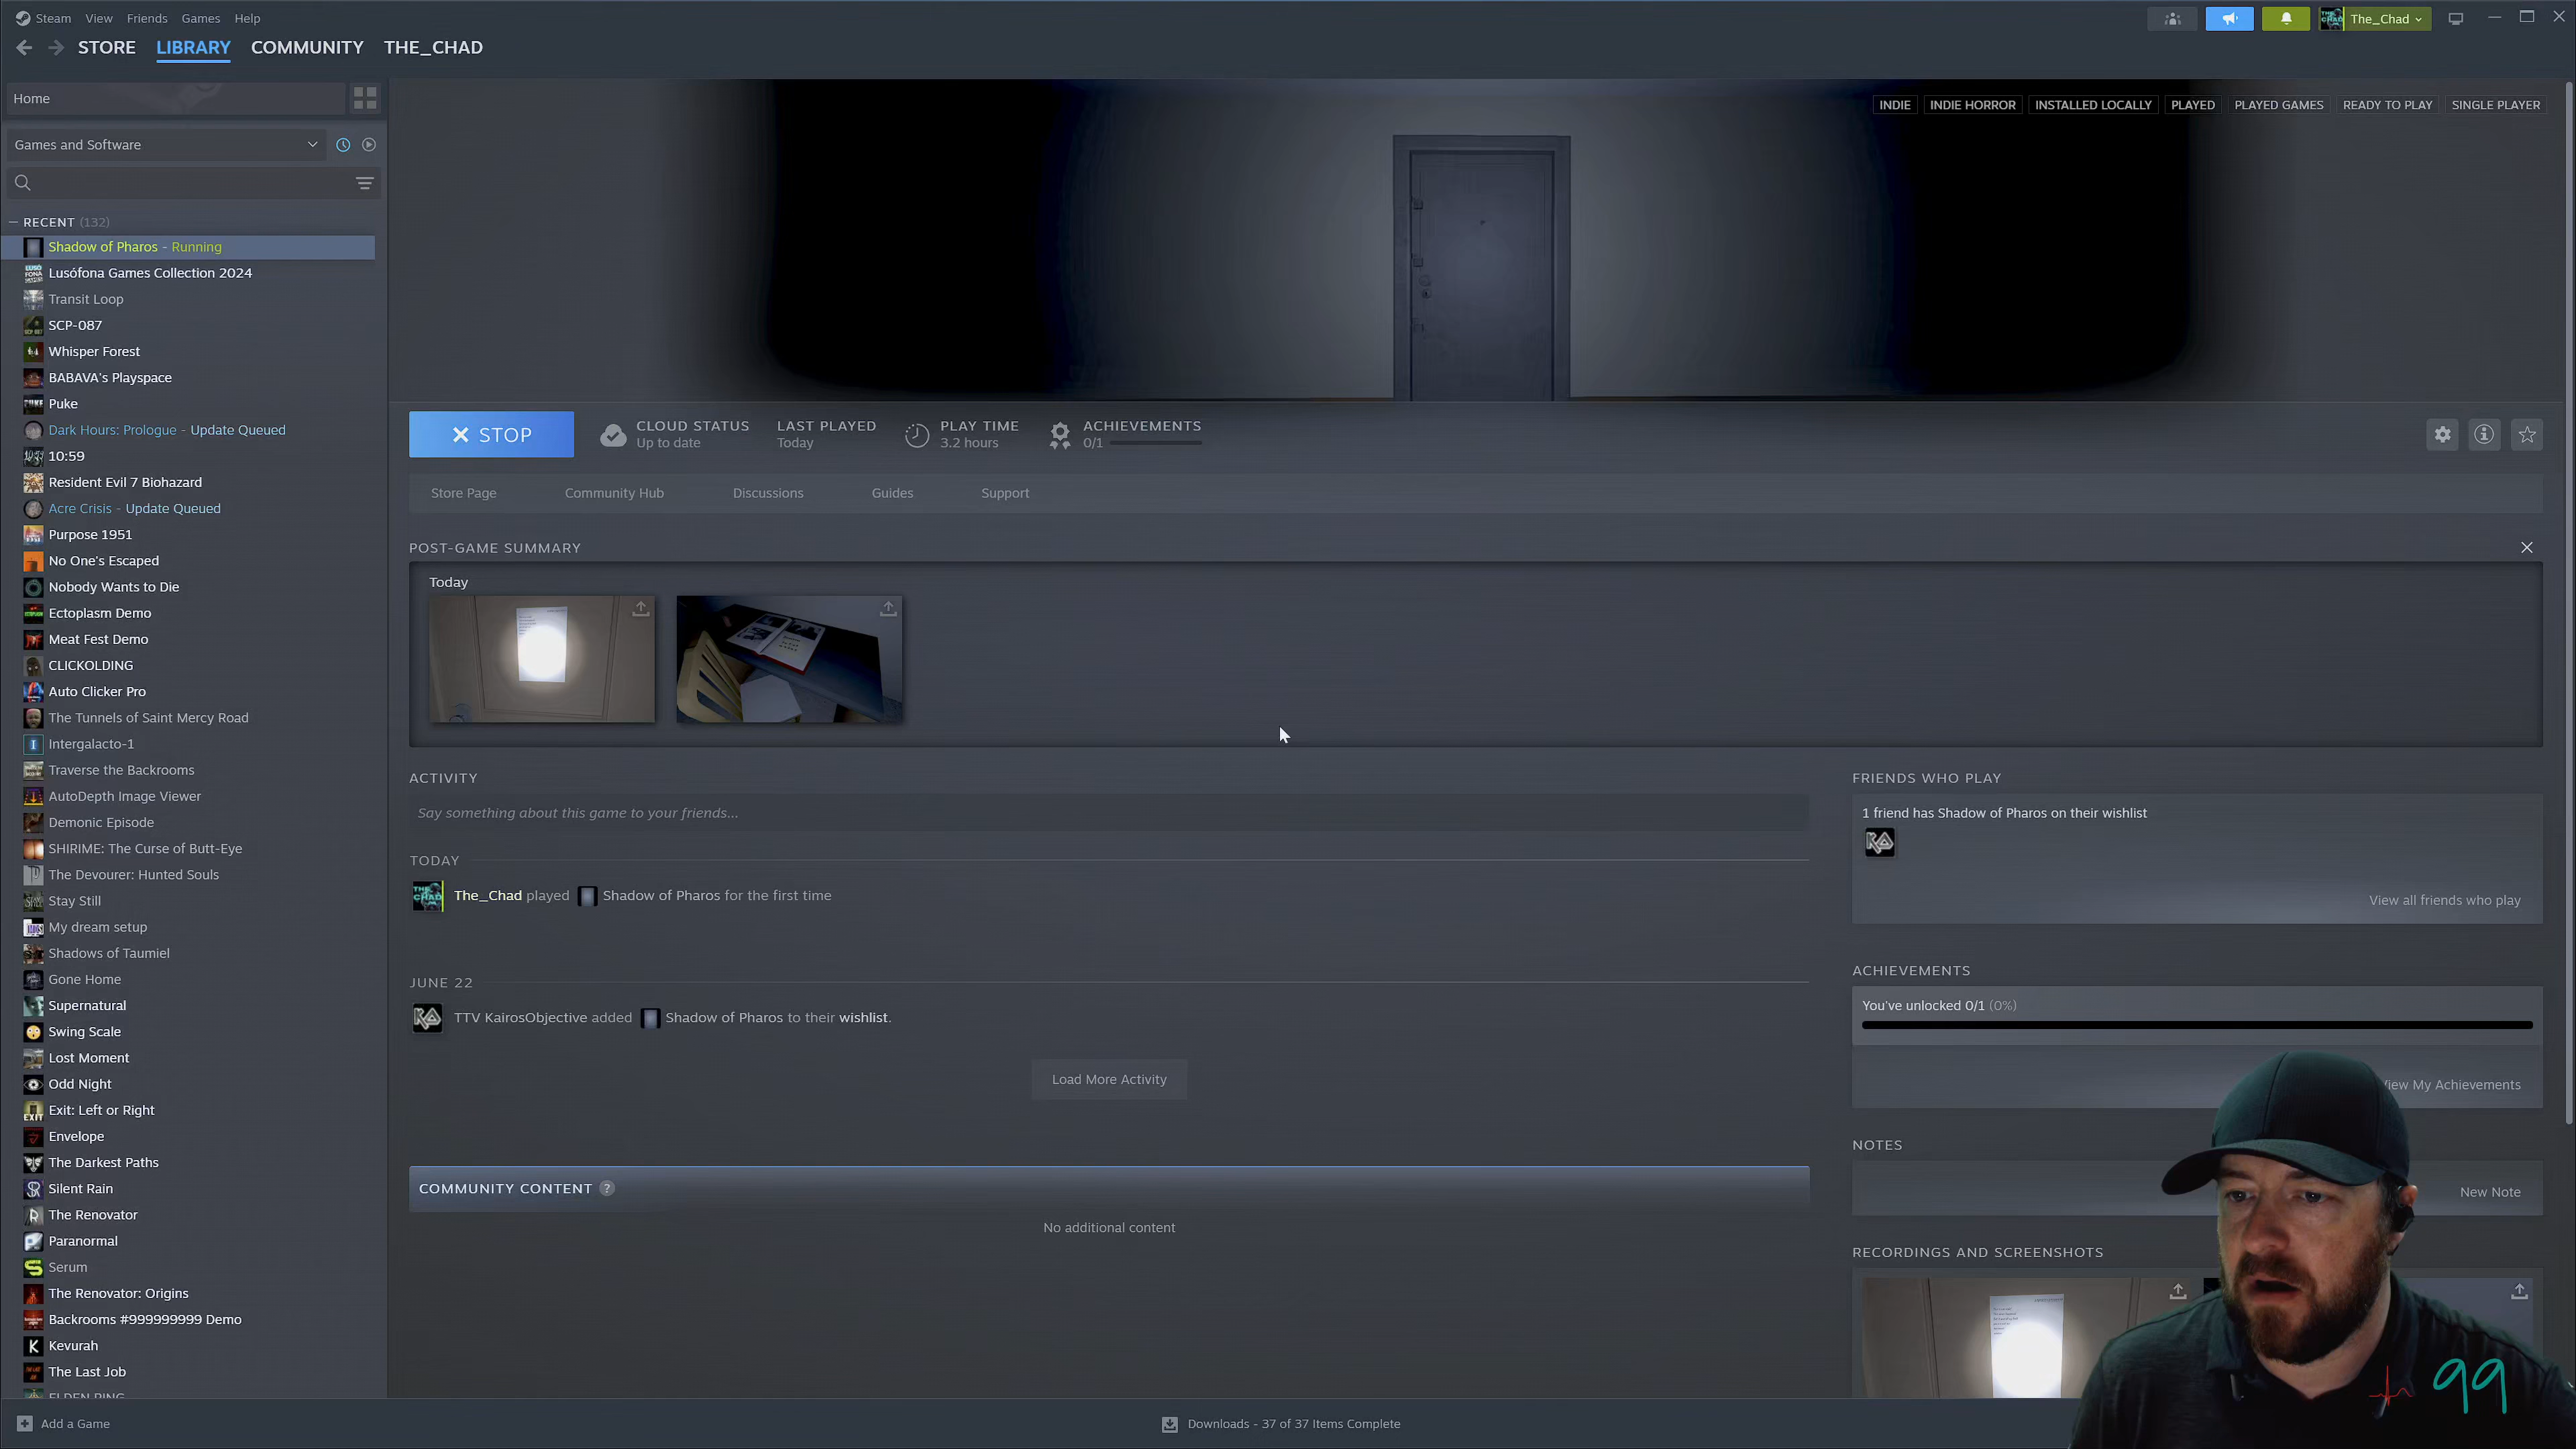 Steam View Friends Games Help
The_Chad
STORE LIBRARY COMMUNITY THE_CHAD
Home
Games and Software
RECENT (132)
Shadow of Pharos - Running
Lusófona Games Collection 2024
Transit Loop
SCP-087
Whisper Forest
BABAVA's Playspace
Puke
Dark Hours: Prologue - Update Queued
10:59
Resident Evil 7 Biohazard
Acre Crisis - Update Queued
Purpose 1951
No One's Escaped
Nobody Wants to Die
Ectoplasm Demo
Meat Fest Demo
CLICKOLDING
Auto Clicker Pro
The Tunnels of Saint Mercy Road
Intergalacto-1
Traverse the Backrooms
AutoDepth Image Viewer
Demonic Episode
SHIRIME: The Curse of Butt-Eye
The Devourer: Hunted Souls
Stay Still
My dream setup
Shadows of Taumiel
Gone Home
Supernatural
Swing Scale
Lost Moment
Odd Night
Exit: Left or Right
Envelope
The Darkest Paths
Silent Rain
The Renovator
Paranormal
Serum
The Renovator: Origins
Backrooms #999999999 Demo
Kevurah
The Last Job
ELDEN RING
Add a Game
INDIE INDIE HORROR INSTALLED LOCALLY PLAYED PLAYED GAMES READY TO PLAY SINGLE PLAYER
STOP
CLOUD STATUS
Up to date
LAST PLAYED
Today
PLAY TIME
3.2 hours
ACHIEVEMENTS
0/1
Store Page Community Hub Discussions Guides Support
POST-GAME SUMMARY
Today
ACTIVITY
Say something about this game to your friends...
TODAY
The_Chad played Shadow of Pharos for the first time
JUNE 22
TTV KairosObjective added Shadow of Pharos to their wishlist.
Load More Activity
COMMUNITY CONTENT ?
No additional content
FRIENDS WHO PLAY
1 friend has Shadow of Pharos on their wishlist
View all friends who play
ACHIEVEMENTS
You've unlocked 0/1 (0%)
View My Achievements
NOTES
New Note
RECORDINGS AND SCREENSHOTS
99
Downloads - 37 of 37 Items Complete